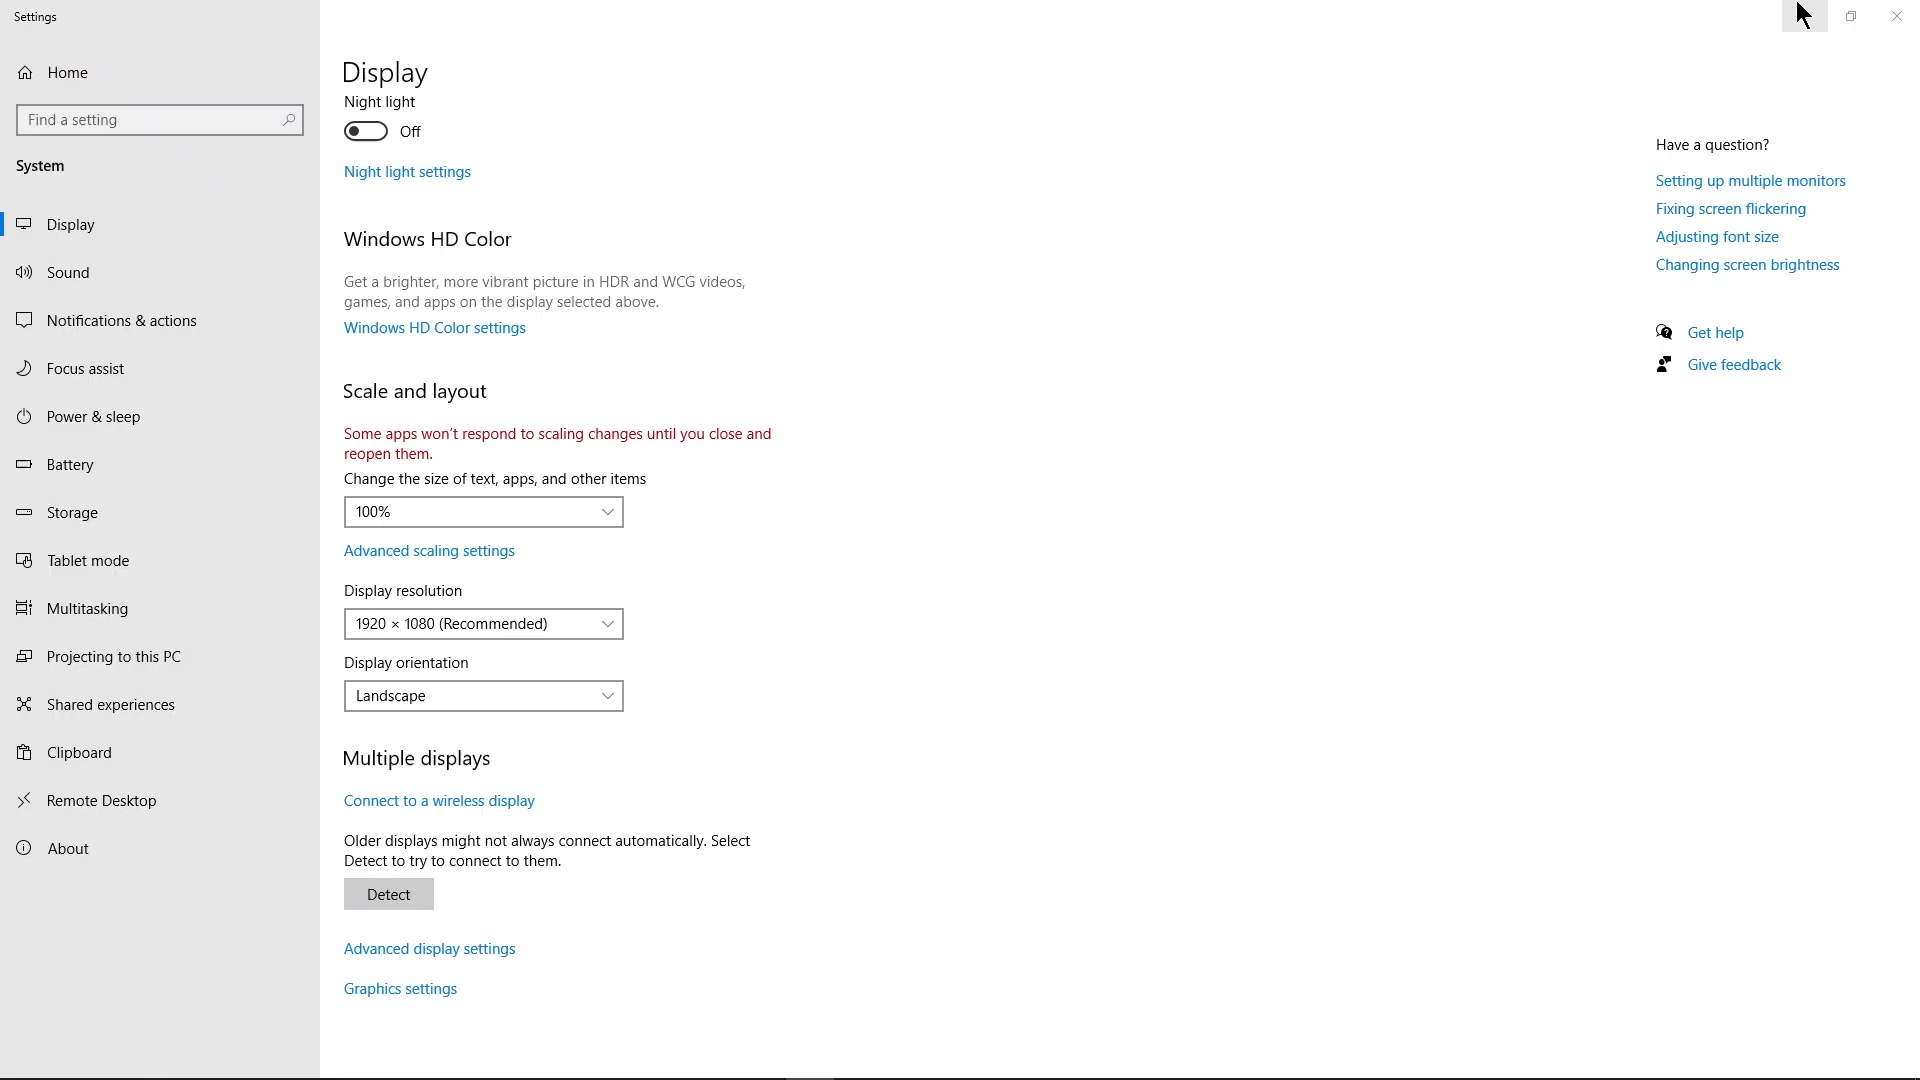 Settings
Home
Find a setting
System
Display
Sound
Notifications & actions
Focus assist
Power & sleep
Battery
Storage
Tablet mode
Multitasking
Projecting to this PC
Shared experiences
Clipboard
Remote Desktop
About
Display
Night light
Off
Night light settings
Windows HD Color
Get a brighter, more vibrant picture in HDR and WCG videos,
games, and apps on the display selected above.
Windows HD Color settings
Scale and layout
Some apps won't respond to scaling changes until you close and
reopen them.
Change the size of text, apps, and other items
100%
Advanced scaling settings
Display resolution
1920 × 1080 (Recommended)
Display orientation
Landscape
Multiple displays
Connect to a wireless display
Older displays might not always connect automatically. Select
Detect to try to connect to them.
Detect
Advanced display settings
Graphics settings
Have a question?
Setting up multiple monitors
Fixing screen flickering
Adjusting font size
Changing screen brightness
Get help
Give feedback